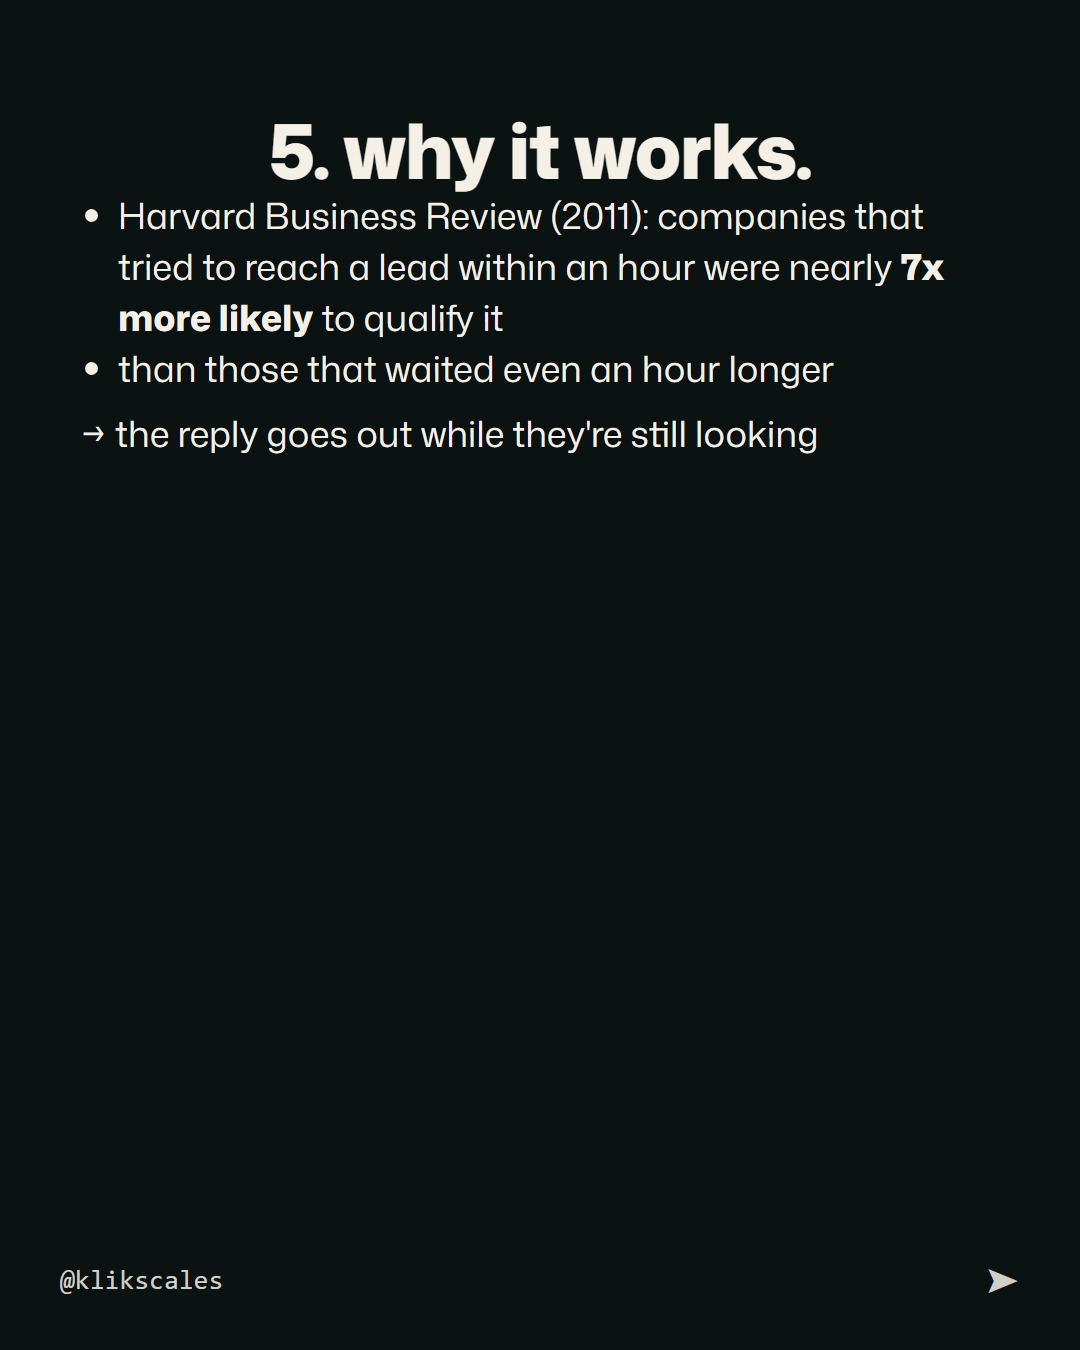 5. why it works.
• Harvard Business Review (2011): companies that
tried to reach a lead within an hour were nearly 7x
more likely to qualify it
• than those that waited even an hour longer
→ the reply goes out while they're still looking
@klikscales